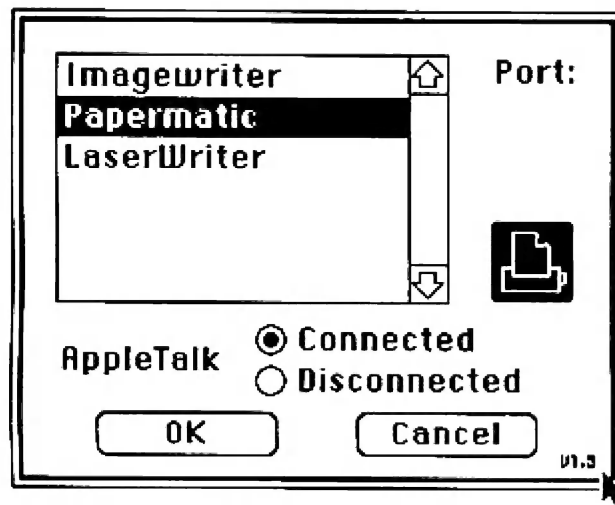 Imagewriter
Port:
Papermatic
LaserWriter
AppleTalk
Connected
Disconnected
OK
Cancel
v1.3